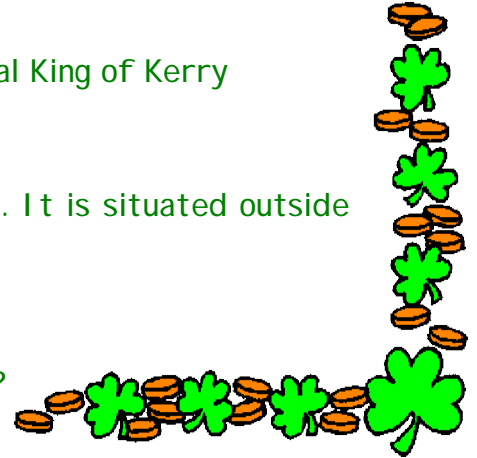 al King of Kerry
. It is situated outside
?